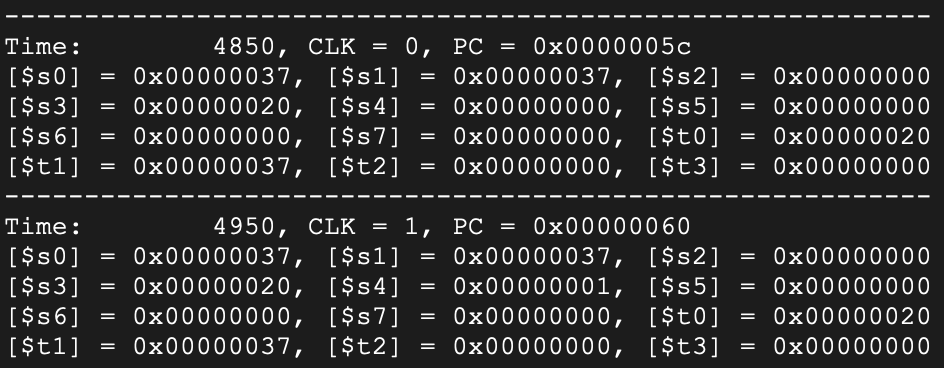 -----------------------------------------------------------
Time:        4850, CLK = 0, PC = 0x0000005c
[$s0] = 0x00000037, [$s1] = 0x00000037, [$s2] = 0x00000000
[$s3] = 0x00000020, [$s4] = 0x00000000, [$s5] = 0x00000000
[$s6] = 0x00000000, [$s7] = 0x00000000, [$t0] = 0x00000020
[$t1] = 0x00000037, [$t2] = 0x00000000, [$t3] = 0x00000000
-----------------------------------------------------------
Time:        4950, CLK = 1, PC = 0x00000060
[$s0] = 0x00000037, [$s1] = 0x00000037, [$s2] = 0x00000000
[$s3] = 0x00000020, [$s4] = 0x00000001, [$s5] = 0x00000000
[$s6] = 0x00000000, [$s7] = 0x00000000, [$t0] = 0x00000020
[$t1] = 0x00000037, [$t2] = 0x00000000, [$t3] = 0x00000000